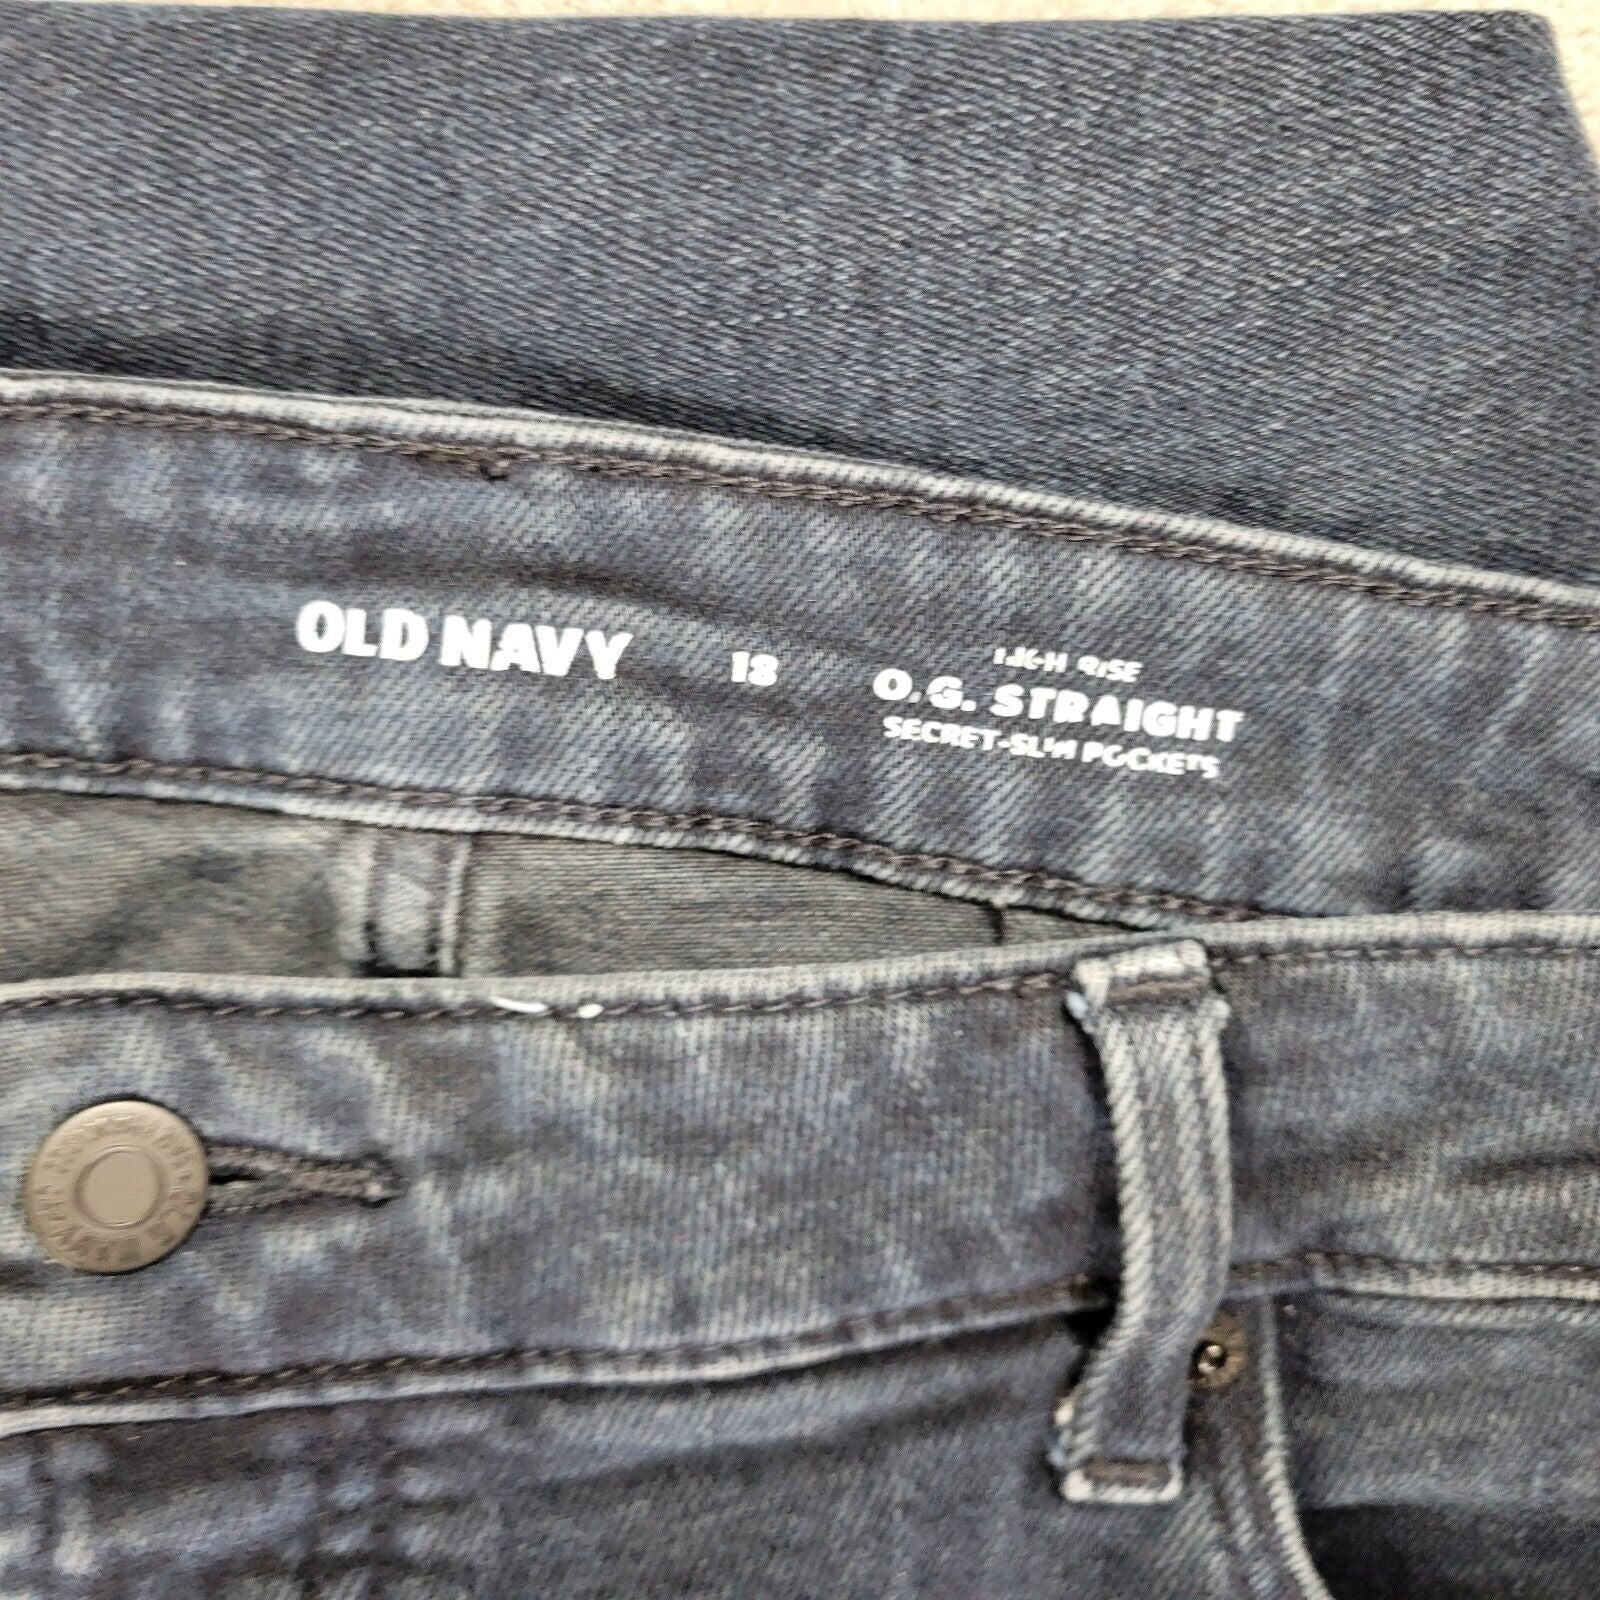 OLD NAVY 18
HIGH RISE
O.G. STRAIGHT
SECRET-SLIM POCKETS